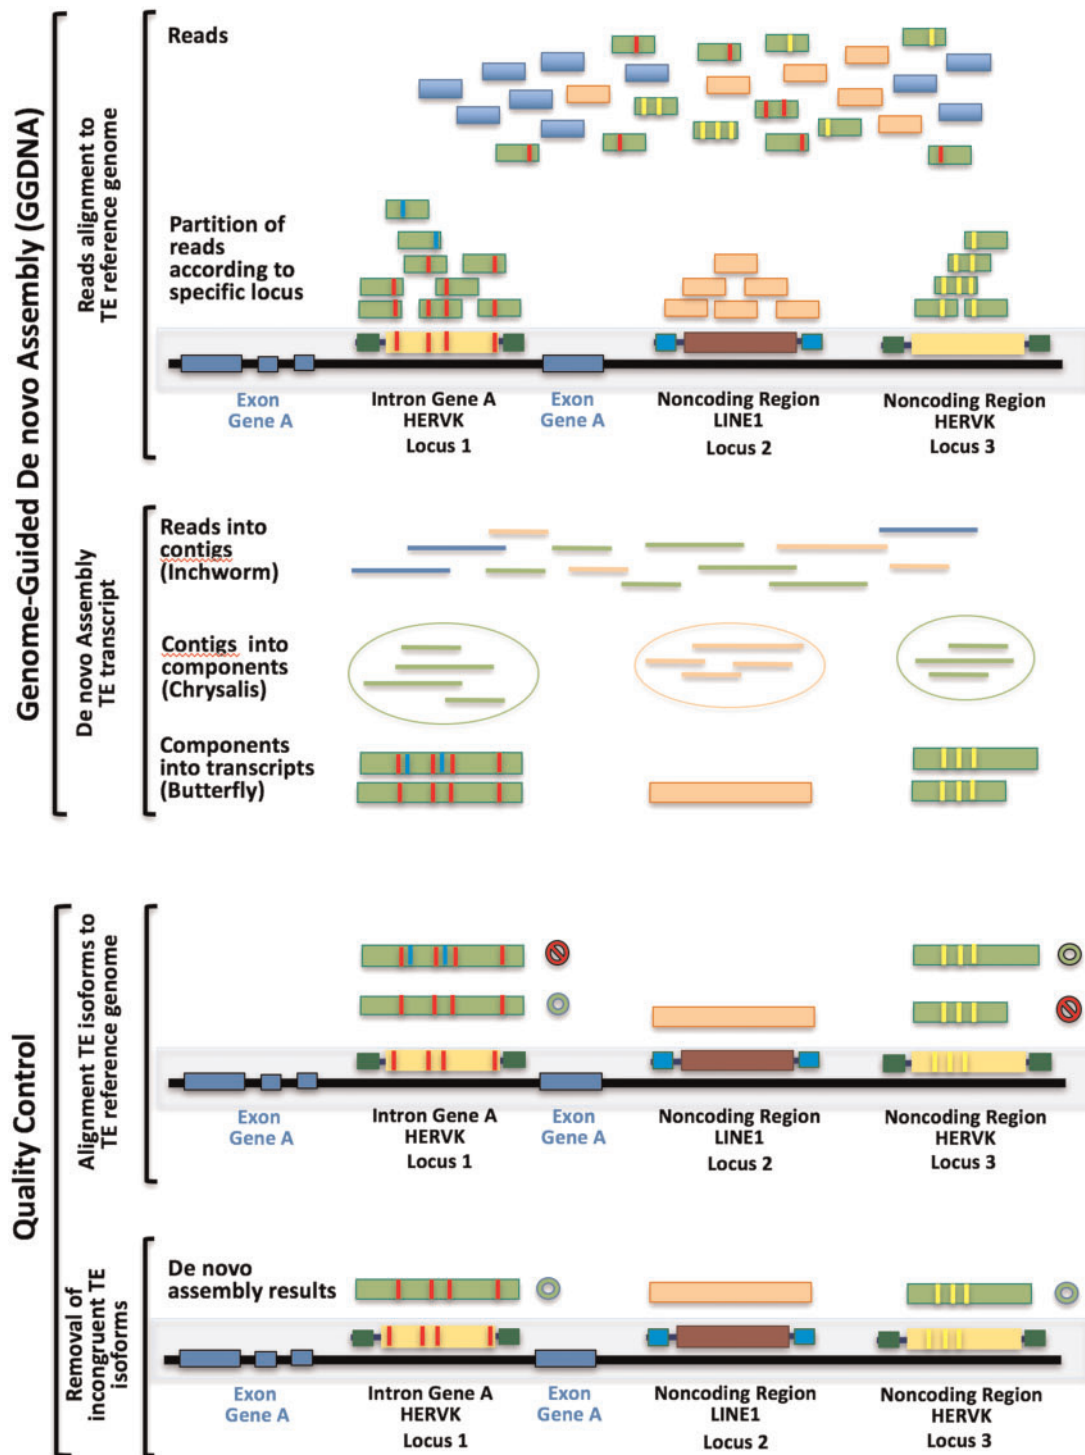 Genome-Guided De novo Assembly (GGDNA)
Reads alignment to
TE reference genome
Reads
Partition of
reads
according to
specific locus
Exon
Gene A
Intron Gene A
HERVK
Locus 1
Exon
Gene A
Noncoding Region
LINE1
Locus 2
Noncoding Region
HERVK
Locus 3
De novo Assembly
TE transcript
Reads into
contigs
(Inchworm)
Contigs into
components
(Chrysalis)
Components
into transcripts
(Butterfly)
Quality Control
Alignment TE isoforms to
TE reference genome
Exon
Gene A
Intron Gene A
HERVK
Locus 1
Exon
Gene A
Noncoding Region
LINE1
Locus 2
Noncoding Region
HERVK
Locus 3
Removal of
incongruent TE
isoforms
De novo
assembly results
Exon
Gene A
Intron Gene A
HERVK
Locus 1
Exon
Gene A
Noncoding Region
LINE1
Locus 2
Noncoding Region
HERVK
Locus 3